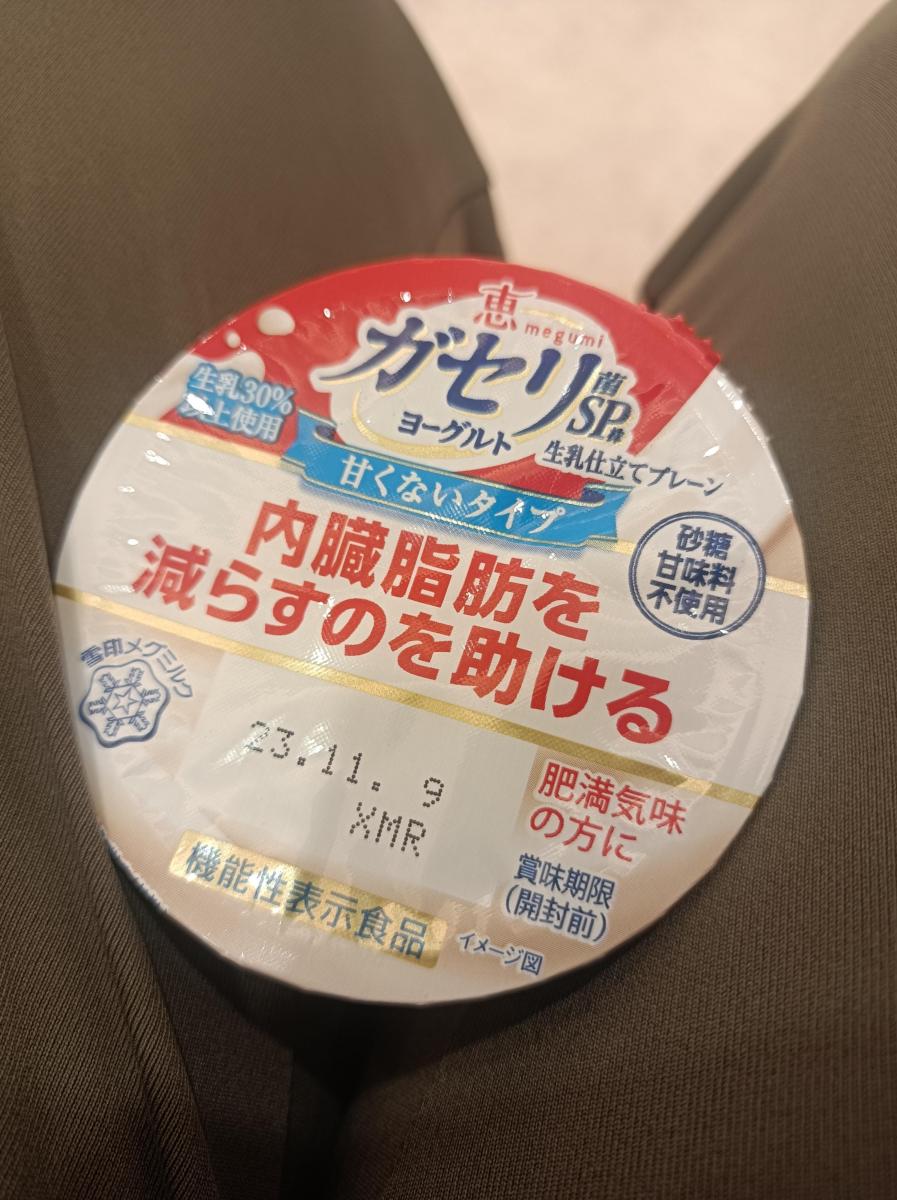 恵
megumi
ガセリ菌SP株
ヨーグルト
生乳仕立てプレーン
生乳30%
以上使用
甘くないタイプ
砂糖
甘味料
不使用
内臓脂肪を
減らすのを助ける
雪印メグミルク
23.11. 9
XMR
肥満気味
の方に
賞味期限
(開封前)
機能性表示食品
イメージ図